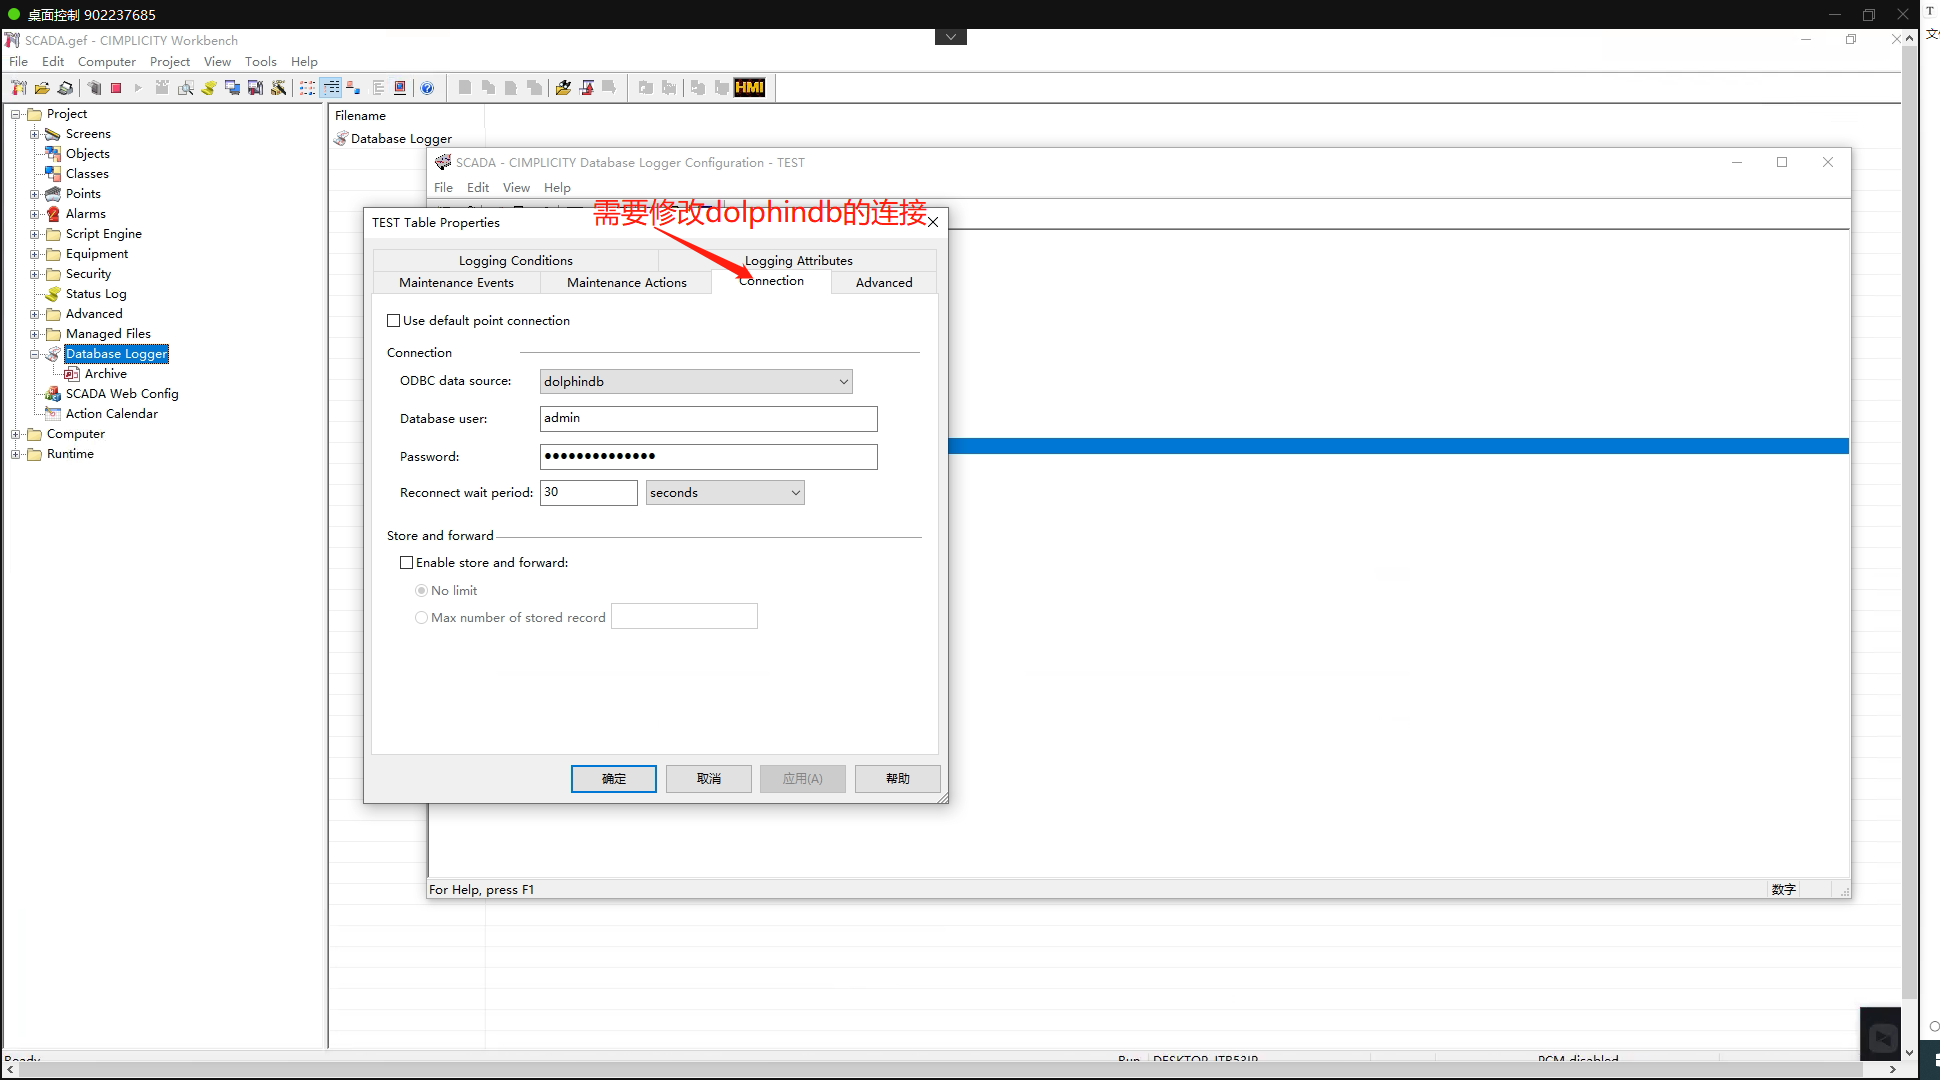 桌面控制 902237685
SCADA.gef - CIMPLICITY Workbench
File Edit Computer Project View Tools Help
HMI
Project
Screens
Objects
Classes
Points
Alarms
Script Engine
Equipment
Security
Status Log
Advanced
Managed Files
Database Logger
Archive
SCADA Web Config
Action Calendar
Computer
Runtime
Filename
Database Logger
SCADA - CIMPLICITY Database Logger Configuration - TEST
File Edit View Help
需要修改dolphindb的连接
TEST Table Properties
Logging Conditions Logging Attributes
Maintenance Events Maintenance Actions Connection Advanced
Use default point connection
Connection
ODBC data source: dolphindb
Database user: admin
Password: ••••••••••••••
Reconnect wait period: 30 seconds
Store and forward
Enable store and forward:
No limit
Max number of stored record
确定 取消 应用(A) 帮助
For Help, press F1
数字
Ready
Run
PCM disabled
T